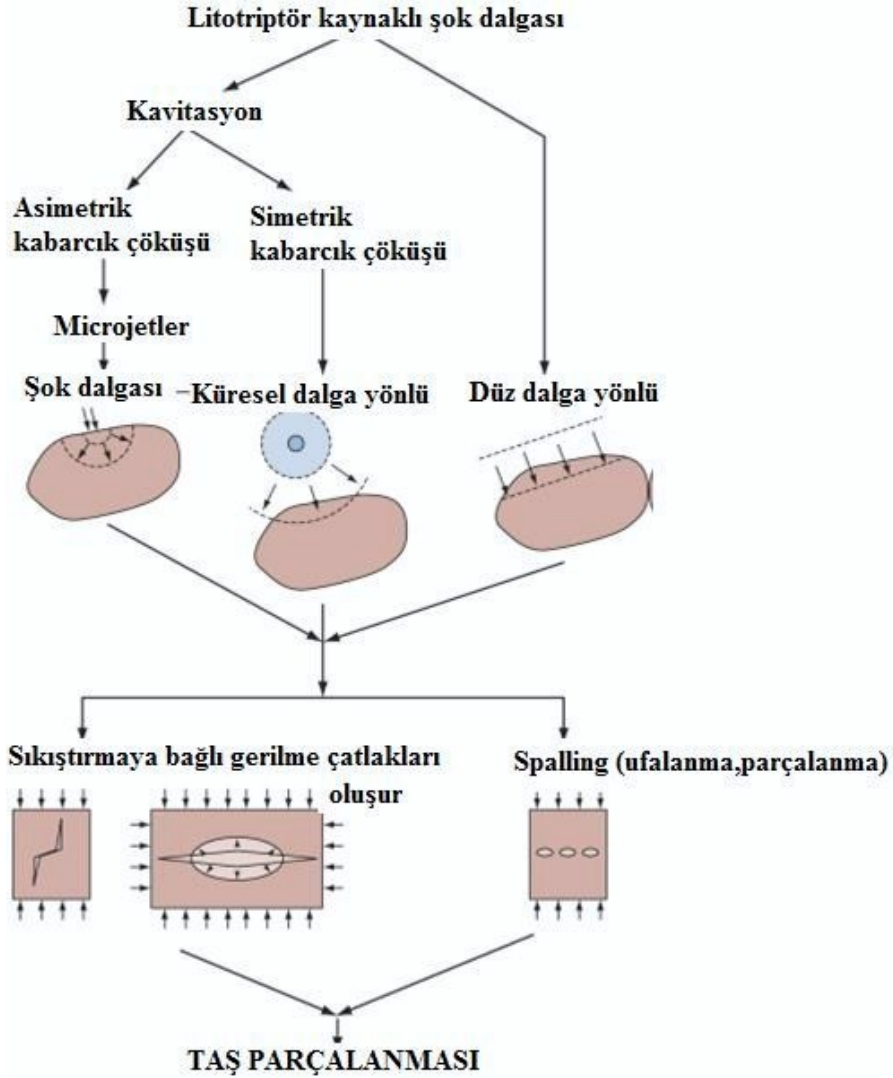 Litotriptör kaynaklı şok dalgası
Kavitasyon
Asimetrik
kabarcık çöküşü
Simetrik
kabarcık çöküşü
Microjetler
Şok dalgası
Küresel dalga yönlü
Düz dalga yönlü
Sıkıştırmaya bağlı gerilme çatlakları
oluşur
Spalling (ufalanma,parçalanma)
TAŞ PARÇALANMASI